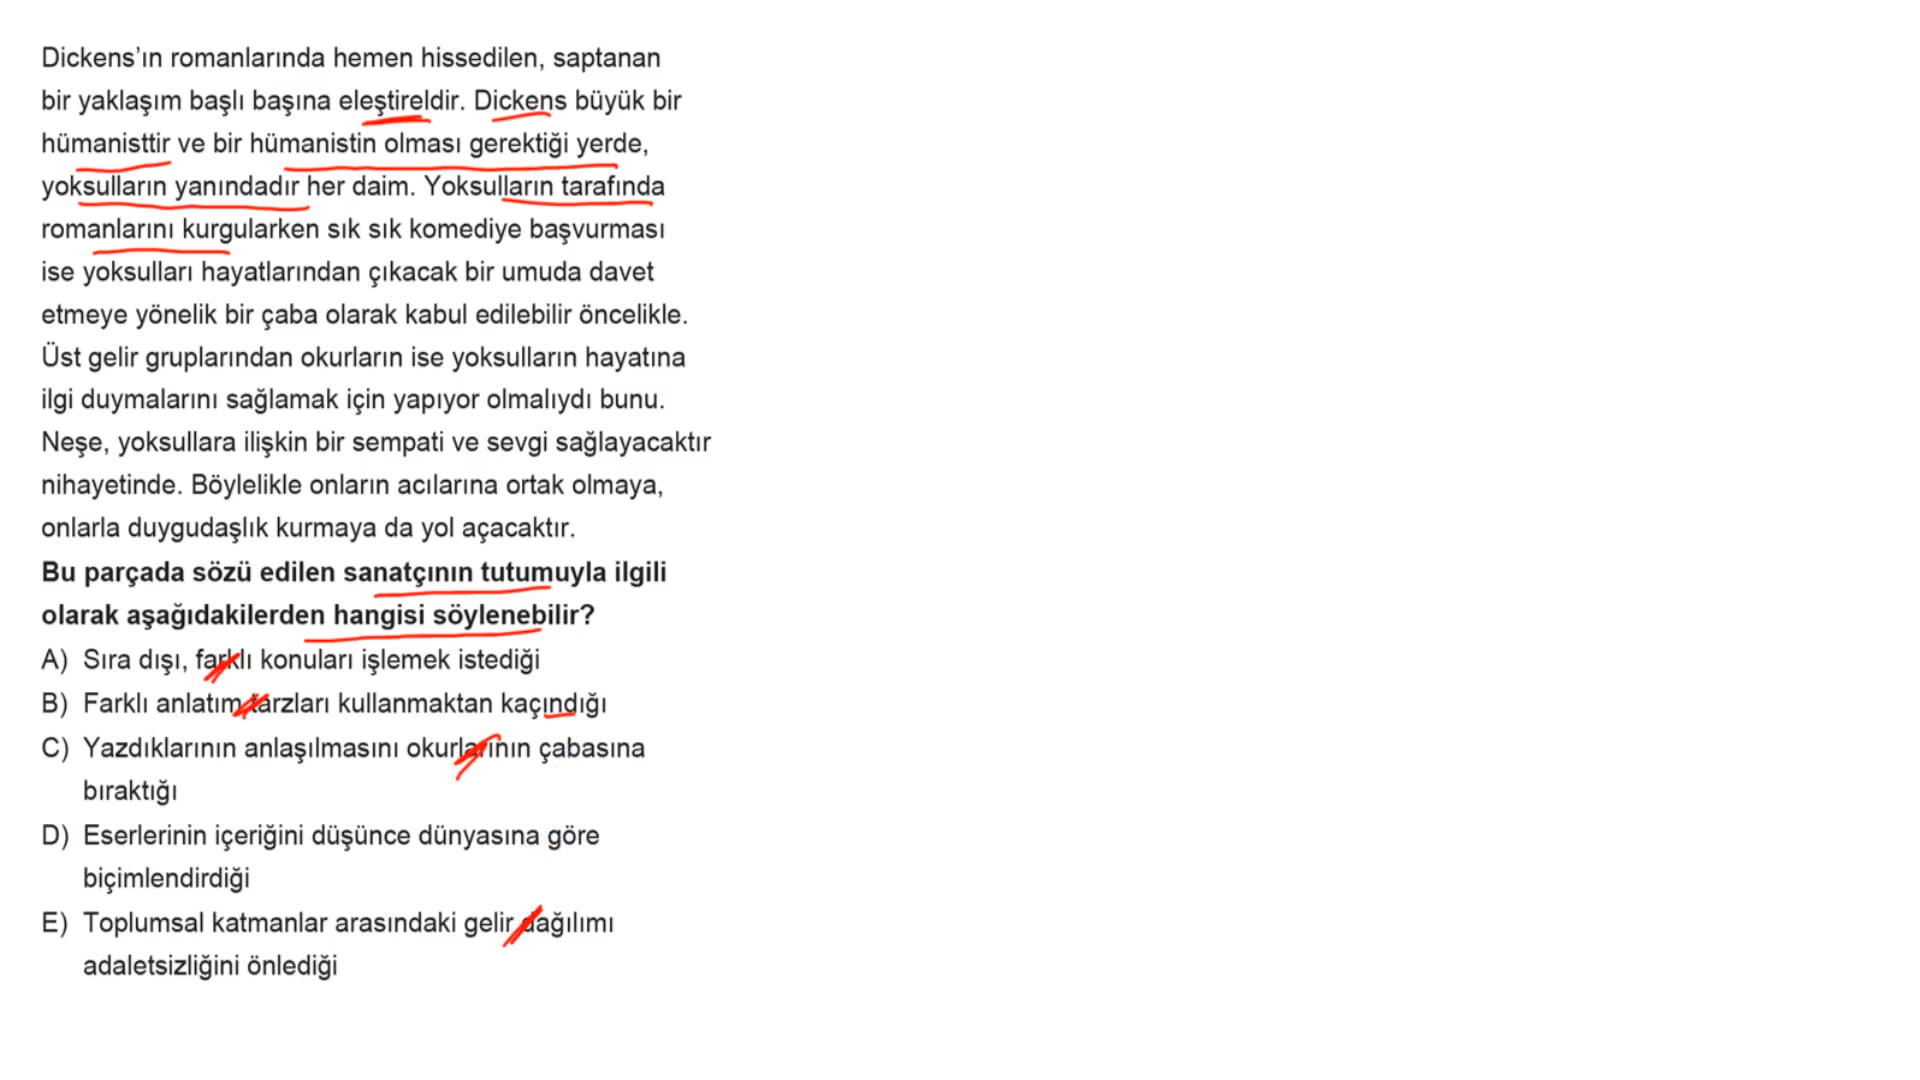 Dickens’ın romanlarında hemen hissedilen, saptanan
bir yaklaşım başlı başına eleştireldir. Dickens büyük bir
hümanisttir ve bir hümanistin olması gerektiği yerde,
yoksulların yanındadır her daim. Yoksulların tarafında
romanlarını kurgularken sık sık komediye başvurması
ise yoksulları hayatlarından çıkacak bir umuda davet
etmeye yönelik bir çaba olarak kabul edilebilir öncelikle.
Üst gelir gruplarından okurların ise yoksulların hayatına
ilgi duymalarını sağlamak için yapıyor olmalıydı bunu.
Neşe, yoksullara ilişkin bir sempati ve sevgi sağlayacaktır
nihayetinde. Böylelikle onların acılarına ortak olmaya,
onlarla duygudaşlık kurmaya da yol açacaktır.
Bu parçada sözü edilen sanatçının tutumuyla ilgili
olarak aşağıdakilerden hangisi söylenebilir?
A) Sıra dışı, farklı konuları işlemek istediği
B) Farklı anlatım tarzları kullanmaktan kaçındığı
C) Yazdıklarının anlaşılmasını okurlarının çabasına
bıraktığı
D) Eserlerinin içeriğini düşünce dünyasına göre
biçimlendirdiği
E) Toplumsal katmanlar arasındaki gelir dağılımı
adaletsizliğini önlediği